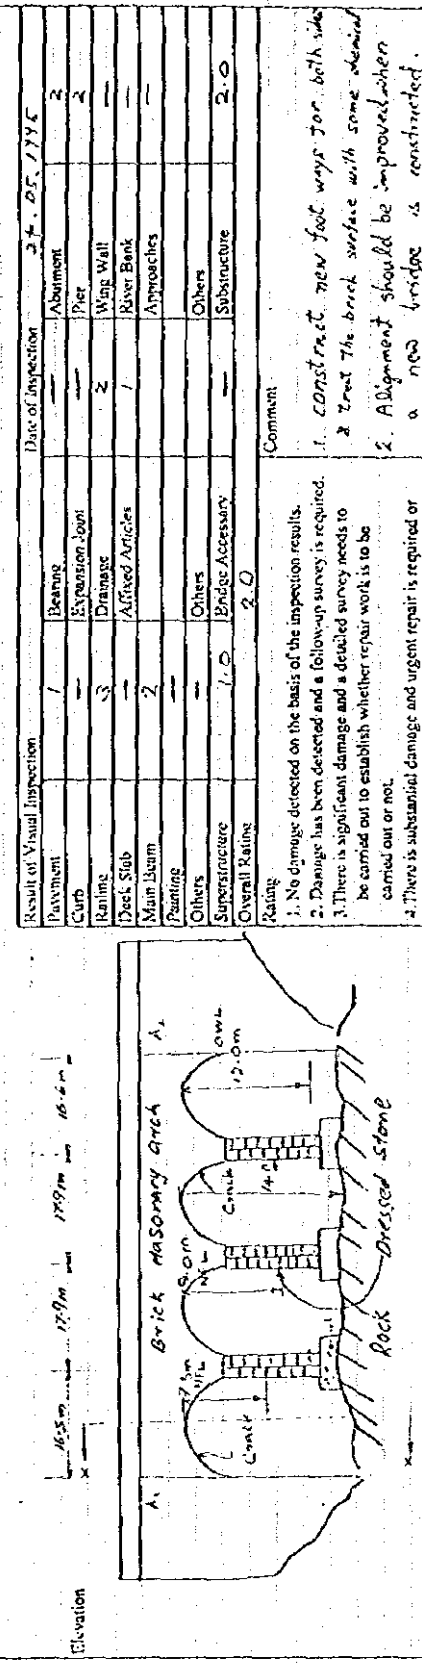 Elevation
16.5m 17.9m 17.9m 16.6m
x
A1 Brick Masonary arch A2
7.5m
HFL
9.0m
HFL
OWL
12.0m
Crack
Crack
Rock
Dressed Stone
x
Result of Visual Inspection Date of Inspection
Pavement 1 Bearing — Abutment 2
Curb — Expansion Joint — Pier 2
Railing 3 Drainage 2 Wing Wall —
Deck Slab — Affixed Articles 1 River Bank —
Main Beam 2 Approaches —
Painting —
Others — Others Others
Superstructure 1.0 Bridge Accessary — Substructure 2.0
Overall Rating 2.0
Rating
1. No damage detected on the basis of the inspection results.
2. Damage has been detected and a follow-up survey is required.
3. There is significant damage and a detailed survey needs to
be carried out to establish whether repair work is to be
carried out or not.
4. There is substantial damage and urgent repair is required or
Comment
1. Construct new foot ways for both side
& treat the brick surface with some chemical
2. Alignment should be improved when
a new bridge is constructed.